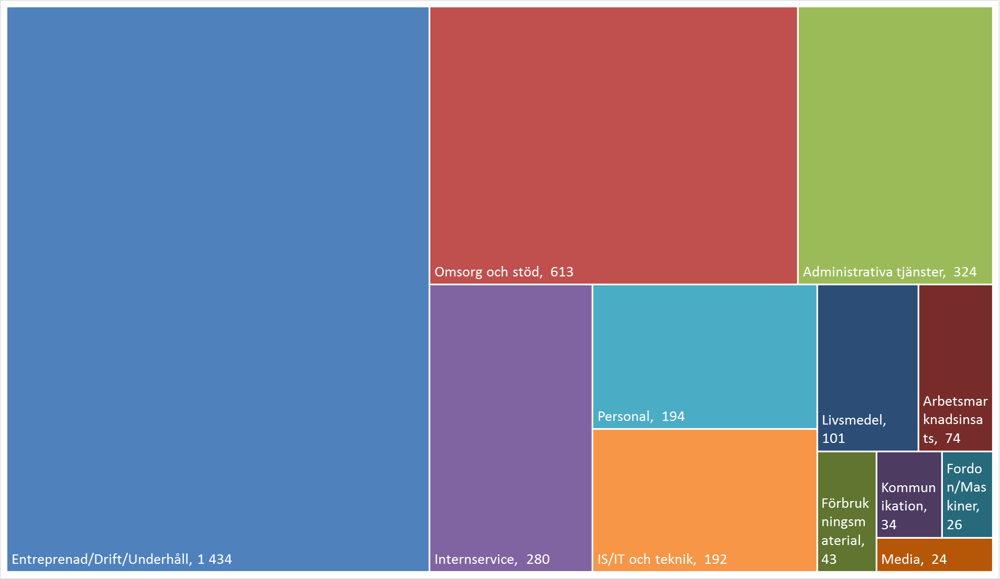 Omsorg och stöd,  613
Administrativa tjänster,  324
Entreprenad/Drift/Underhåll, 1 434
Internservice,  280
Personal,  194
IS/IT och teknik,  192
Livsmedel,
101
Arbetsmar
knadsinsa
ts,  74
Förbruk
ningsm
aterial,
43
Kommun
ikation,
34
Fordo
n/Mas
kiner,
26
Media,  24